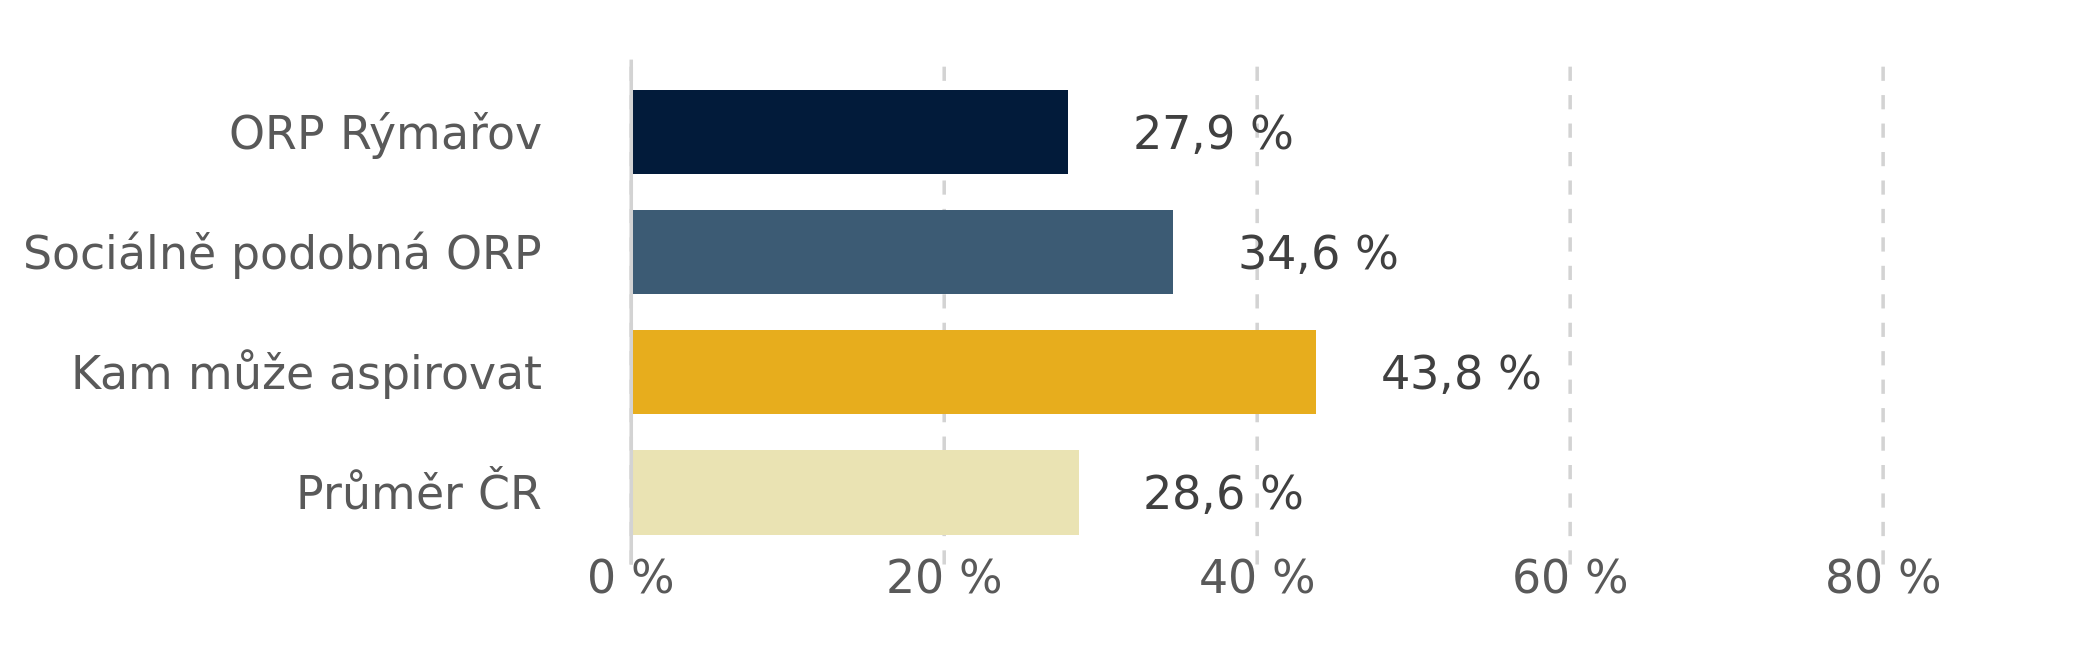 ORP Rýmařov 27,9 %
Sociálně podobná ORP 34,6 %
Kam může aspirovat 43,8 %
Průměr ČR 28,6 %
0 % 20 % 40 % 60 % 80 %